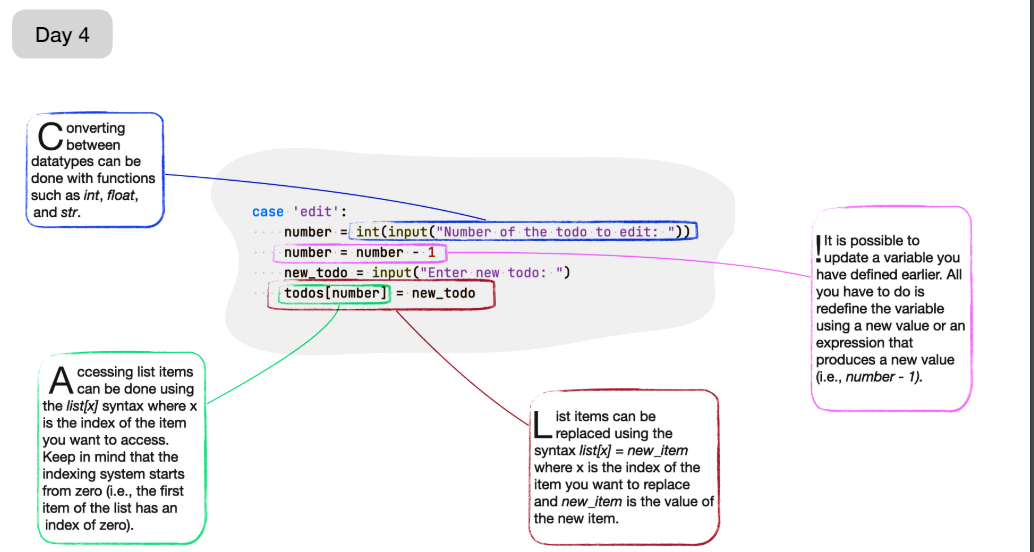 Day 4
Converting
between
datatypes can be
done with functions
such as int, float,
and str.
case 'edit':
number = int(input("Number of the todo to edit: "))
number = number - 1
new_todo = input("Enter new todo: ")
todos[number] = new_todo
!It is possible to
update a variable you
have defined earlier. All
you have to do is
redefine the variable
using a new value or an
expression that
produces a new value
(i.e., number - 1).
Accessing list items
can be done using
the list[x] syntax where x
is the index of the item
you want to access.
Keep in mind that the
indexing system starts
from zero (i.e., the first
item of the list has an
index of zero).
List items can be
replaced using the
syntax list[x] = new_item
where x is the index of the
item you want to replace
and new_item is the value of
the new item.